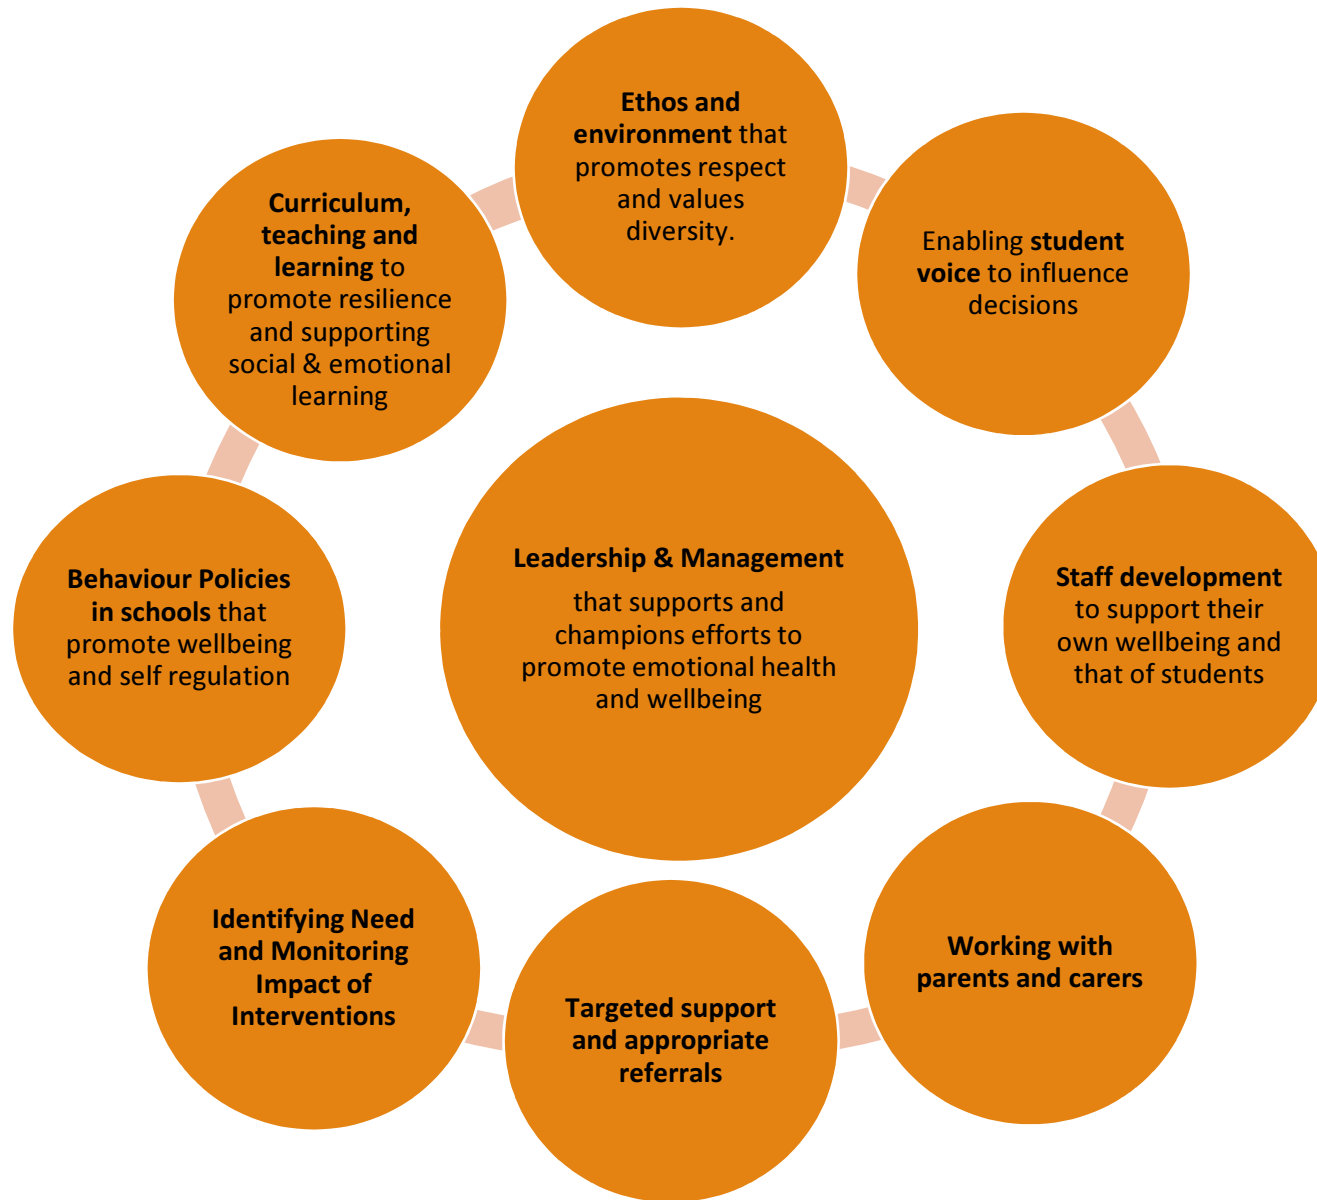 Ethos and
environment that
promotes respect
and values
diversity.
Enabling student
voice to influence
decisions
Staff development
to support their
own wellbeing and
that of students
Working with
parents and carers
Targeted support
and appropriate
referrals
Identifying Need
and Monitoring
Impact of
Interventions
Behaviour Policies
in schools that
promote wellbeing
and self regulation
Curriculum,
teaching and
learning to
promote resilience
and supporting
social & emotional
learning
Leadership & Management
that supports and
champions efforts to
promote emotional health
and wellbeing